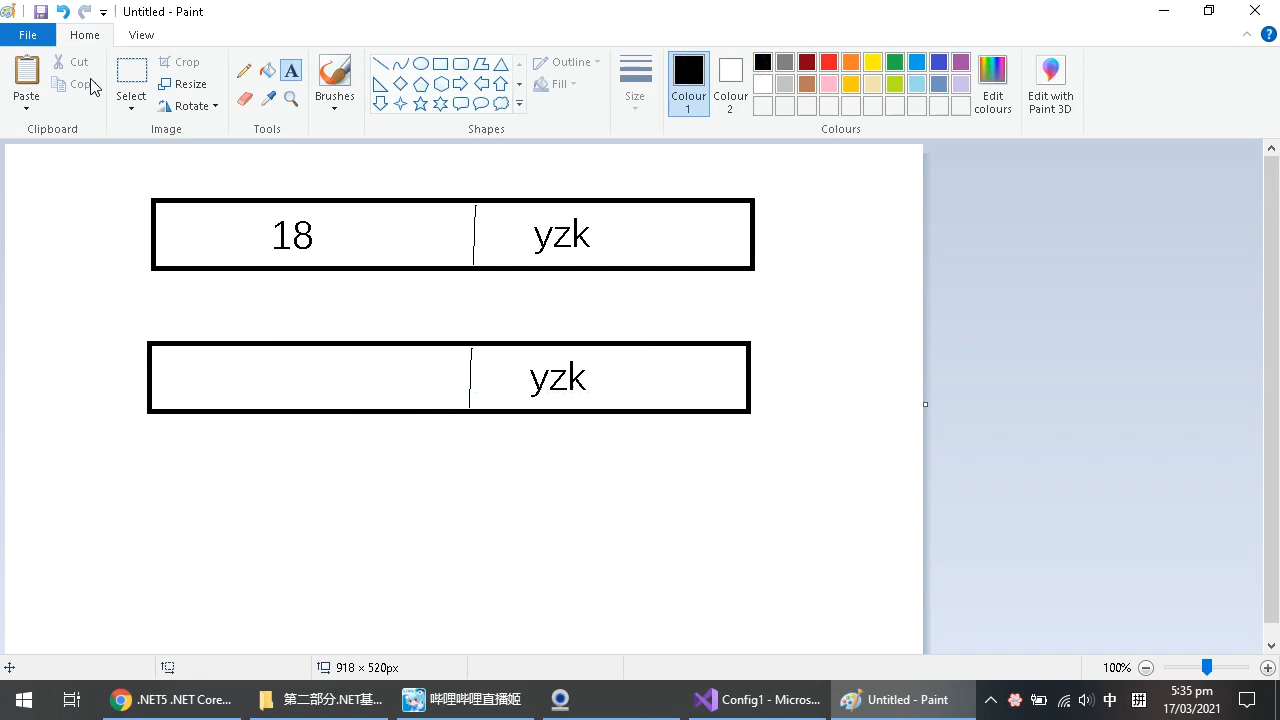 Untitled - Paint
File Home View
Paste
Cut
Copy
Clipboard
Select
Crop
Resize
Rotate
Image
A
Tools
Brushes
Shapes
Outline
Fill
Size
Colour 1
Colour 2
Edit colours
Colours
Edit with Paint 3D
18 yzk
yzk
918 × 520px
100%
.NET5 .NET Core...
第二部分.NET基...
哔哩哔哩直播姬
Config1 - Micros...
Untitled - Paint
中
拼
5:35 pm
17/03/2021